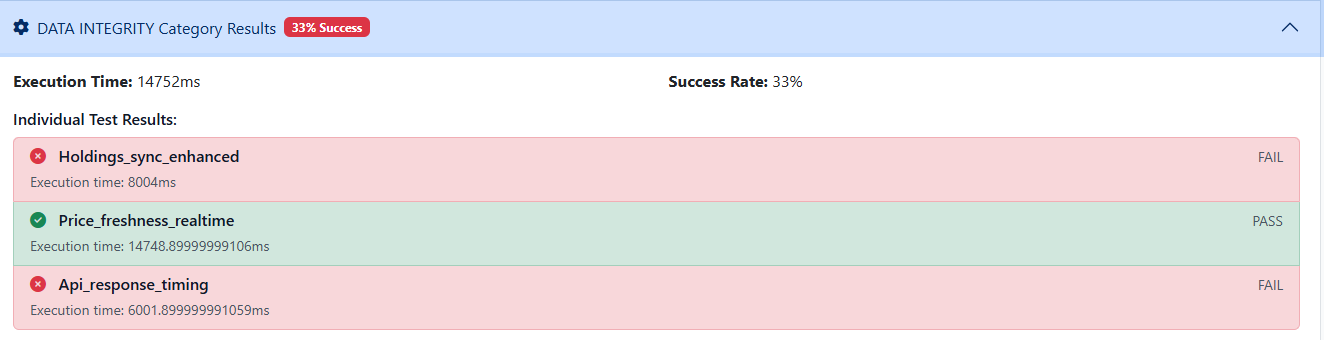 DATA INTEGRITY Category Results 33% Success
Execution Time: 14752ms Success Rate: 33%
Individual Test Results:
Holdings_sync_enhanced FAIL
Execution time: 8004ms
Price_freshness_realtime PASS
Execution time: 14748.89999999106ms
Api_response_timing FAIL
Execution time: 6001.899999991059ms